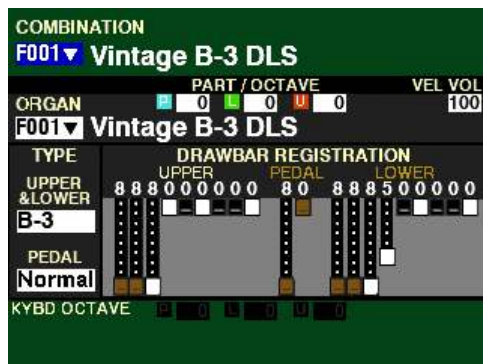 COMBINATION
F001▼ Vintage B-3 DLS
PART / OCTAVE VEL VOL
ORGAN P 0 L 0 U 0 100
F001▼ Vintage B-3 DLS
TYPE DRAWBAR REGISTRATION
UPPER PEDAL LOWER
UPPER 888000000 80 888500000
&LOWER
B-3
PEDAL
Normal
KYBD OCTAVE P 0 L 0 U 0